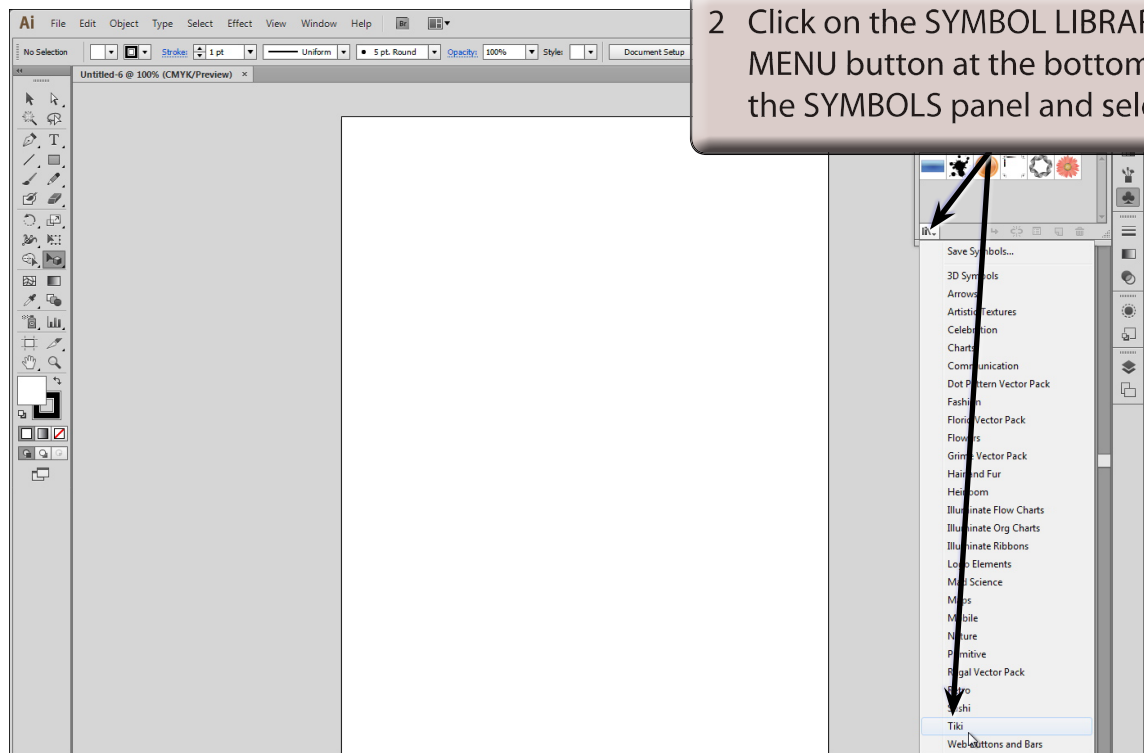 Ai File Edit Object Type Select Effect View Window Help Br
2 Click on the SYMBOL
MENU button at the
the SYMBOLS panel and
No Selection Stroke: 1 pt Uniform 5 pt. Round Opacity: 100% Style: Document Setup
Untitled-6 @ 100% (CMYK/Preview) ×
Save Symbols...
3D Symbols
Arrows
Artistic Textures
Celebration
Charts
Communication
Dot Pattern Vector Pack
Fashion
Florid Vector Pack
Flowers
Grime Vector Pack
Hair and Fur
Heirloom
Illuminate Flow Charts
Illuminate Org Charts
Illuminate Ribbons
Logo Elements
Mad Science
Maps
Mobile
Nature
Primitive
Regal Vector Pack
Retro
Sushi
Tiki
Web Buttons and Bars